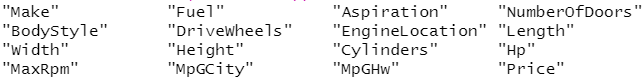 "Make" "Fuel" "Aspiration" "NumberOfDoors"
"BodyStyle" "DriveWheels" "EngineLocation" "Length"
"Width" "Height" "Cylinders" "Hp"
"MaxRpm" "MpGCity" "MpGHw" "Price"